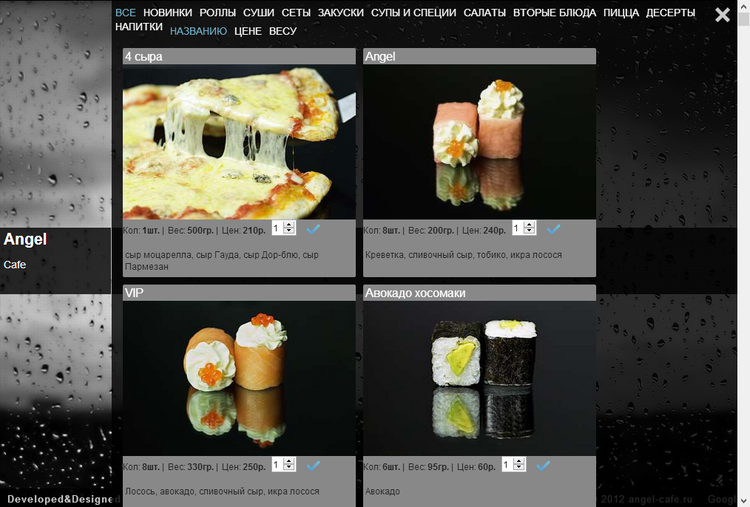 ВСЕ НОВИНКИ РОЛЛЫ СУШИ СЕТЫ ЗАКУСКИ СУПЫ И СПЕЦИИ САЛАТЫ ВТОРЫЕ БЛЮДА ПИЦЦА ДЕСЕРТЫ
НАПИТКИ НАЗВАНИЮ ЦЕНЕ ВЕСУ
4 сыра
Кол: 1шт. | Вес: 500гр. | Цен: 210р. 1
сыр моцарелла, сыр Гауда, сыр Дор-блю, сыр
Пармезан
Angel
Кол: 8шт. | Вес: 200гр. | Цен: 240р. 1
Креветка, сливочный сыр, тобико, икра лосося
Angel
Cafe
VIP
Кол: 8шт. | Вес: 330гр. | Цен: 250р. 1
Лосось, авокадо, сливочный сыр, икра лосося
Авокадо хосомаки
Кол: 6шт. | Вес: 95гр. | Цен: 60р. 1
Авокадо
Developed&Designed 2012 angel-cafe.ru Googl